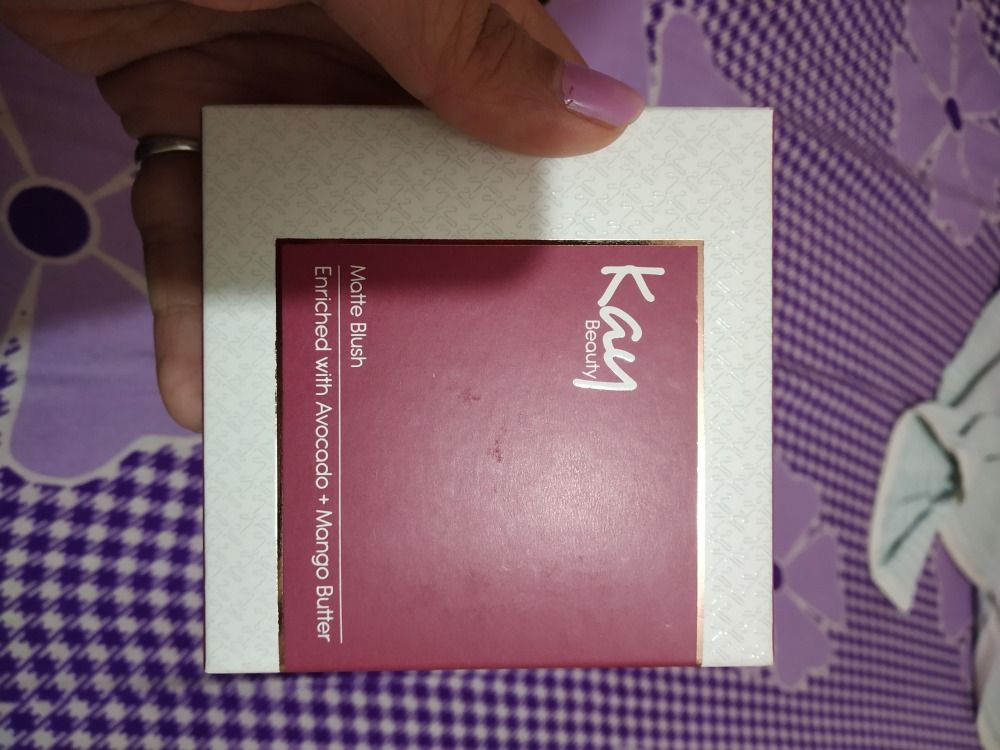 Kay
Beauty
Matte Blush
Enriched with Avocado + Mango Butter